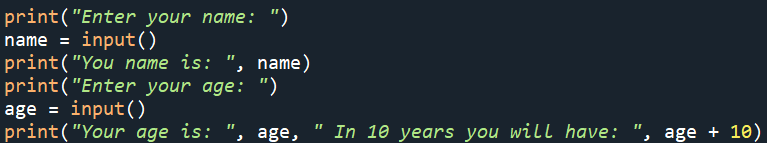 print("Enter your name: ")
name = input()
print("You name is: ", name)
print("Enter your age: ")
age = input()
print("Your age is: ", age, " In 10 years you will have: ", age + 10)